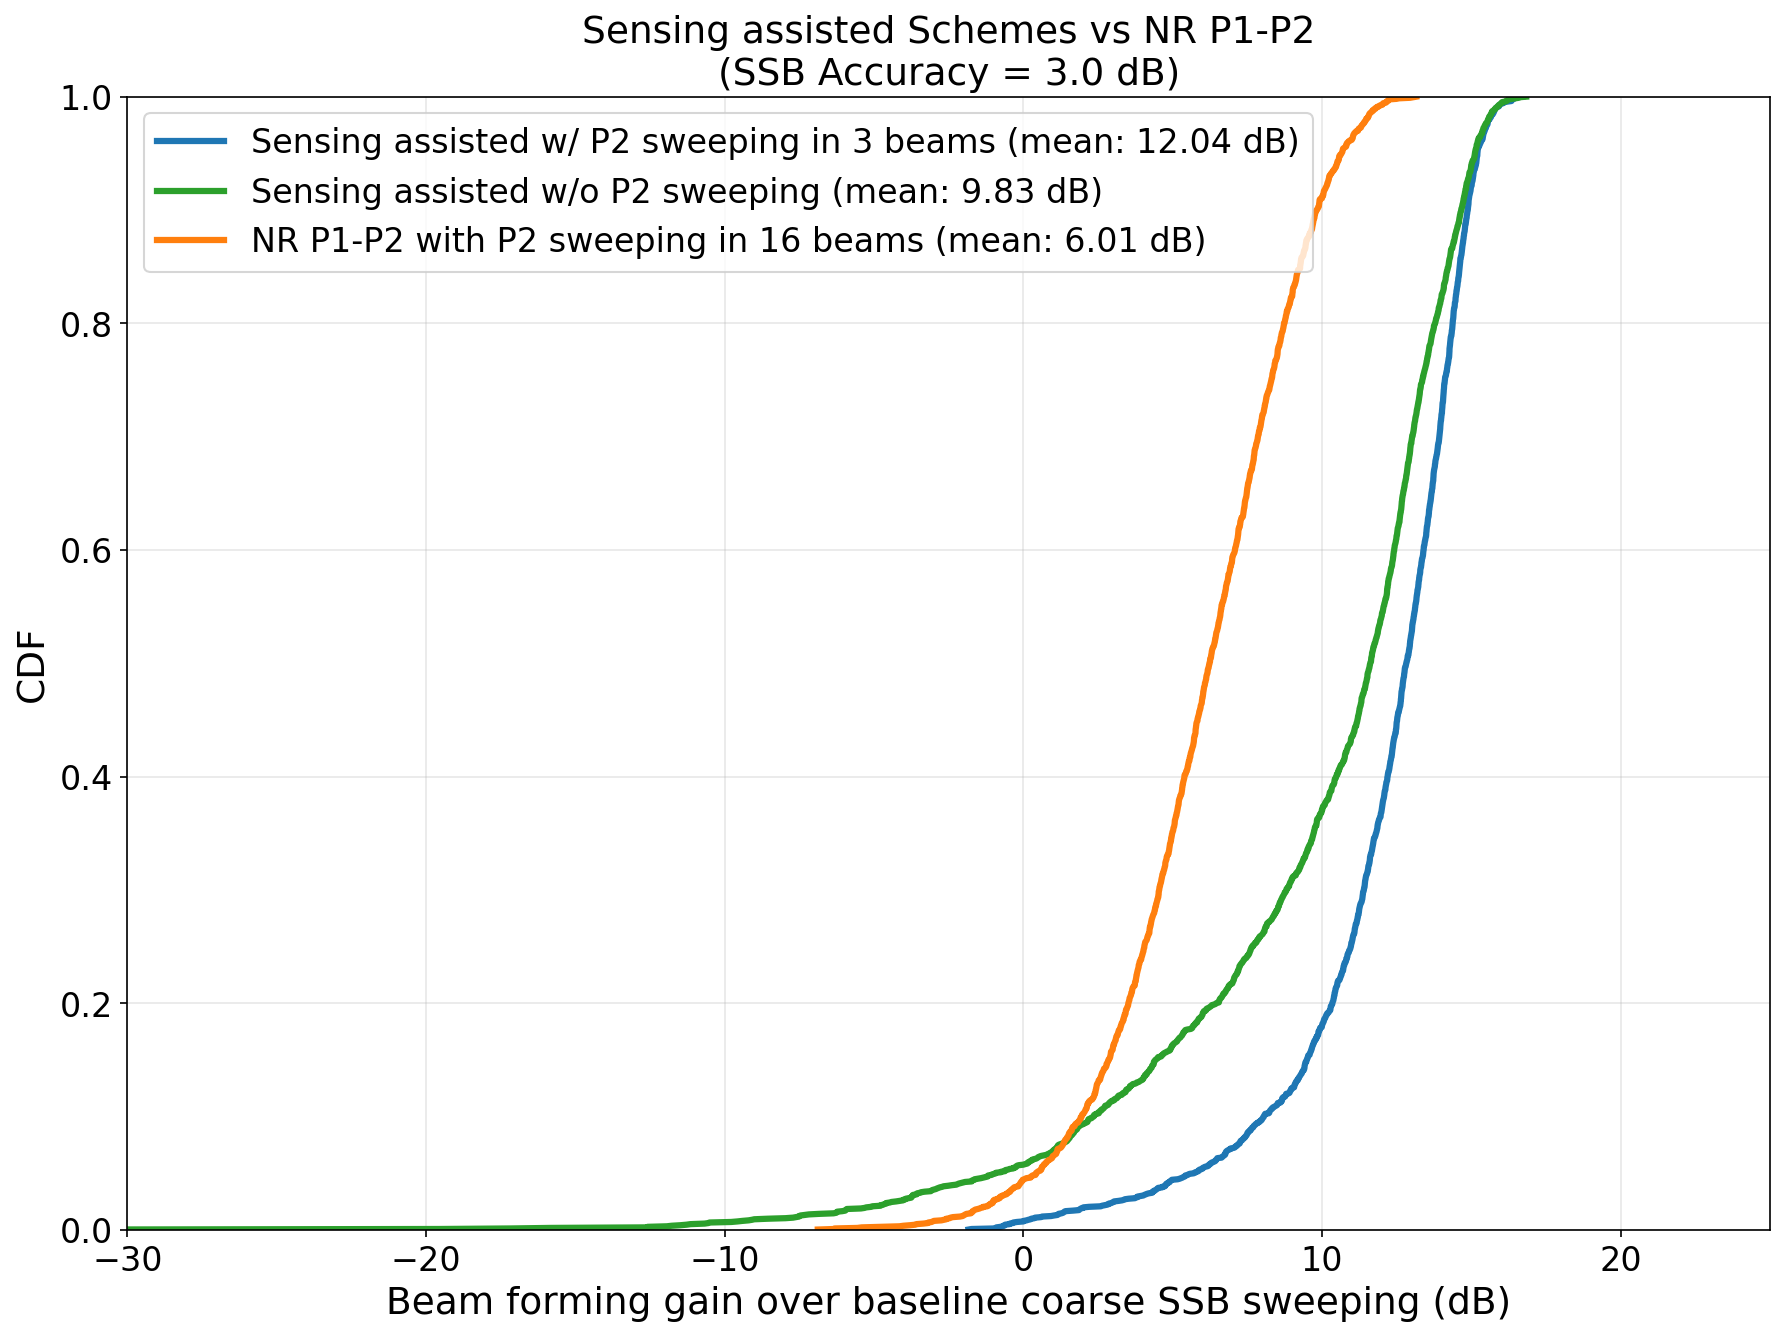 Sensing assisted Schemes vs NR P1-P2
(SSB Accuracy = 3.0 dB)
Sensing assisted w/ P2 sweeping in 3 beams (mean: 12.04 dB)
Sensing assisted w/o P2 sweeping (mean: 9.83 dB)
NR P1-P2 with P2 sweeping in 16 beams (mean: 6.01 dB)
CDF
1.0
0.8
0.6
0.4
0.2
0.0
−30 −20 −10 0 10 20
Beam forming gain over baseline coarse SSB sweeping (dB)